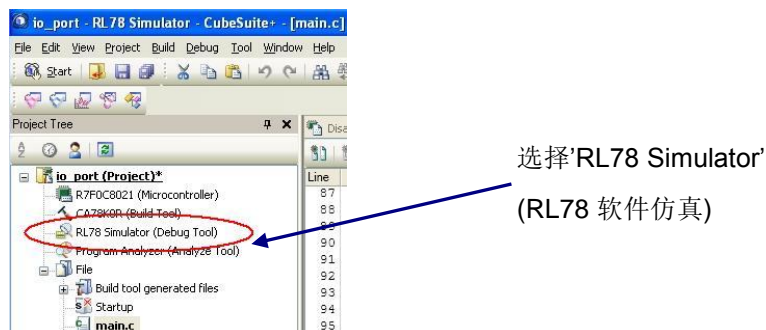 io_port - RL78 Simulator - CubeSuite+ - [main.c]
File Edit View Project Build Debug Tool Window Help
Start
Project Tree
Disa
io_port (Project)*
R7F0C8021 (Microcontroller)
CA78K0R (Build Tool)
RL78 Simulator (Debug Tool)
Program Analyzer (Analyze Tool)
File
Build tool generated files
Startup
main.c
Line
87
88
89
90
91
92
93
94
95
选择'RL78 Simulator'
(RL78 软件仿真)